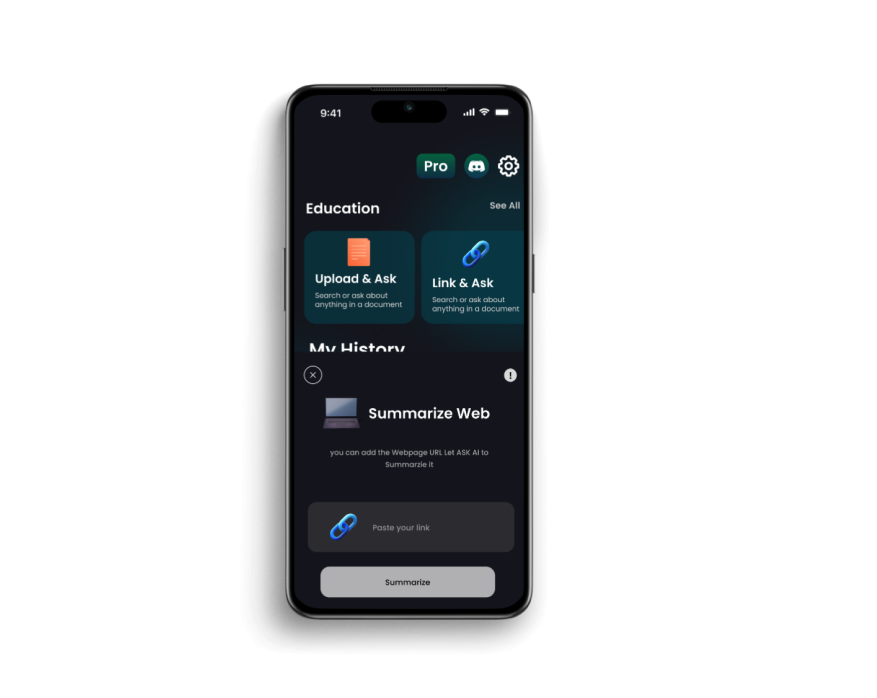 9:41
Pro
Education
See All
Upload & Ask
Search or ask about
anything in a document
Link & Ask
Search or ask about
anything in a document
My History
Summarize Web
you can add the Webpage URL Let ASK AI to
Summarzie it
Paste your link
Summarize